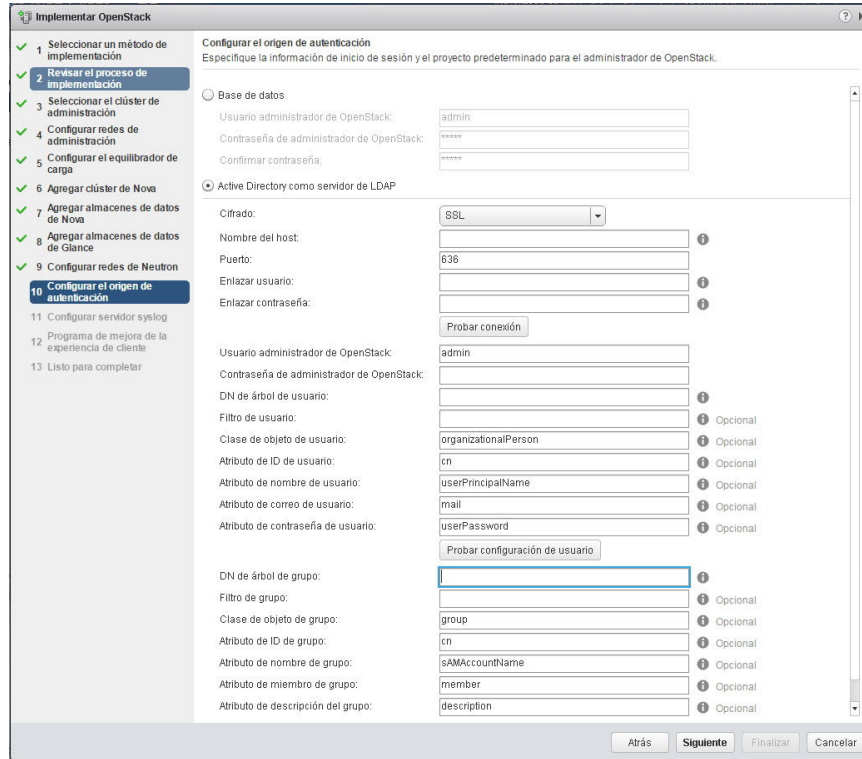 Implementar OpenStack
1 Seleccionar un método de
implementación
2 Revisar el proceso de
implementación
3 Seleccionar el clúster de
administración
4 Configurar redes de
administración
5 Configurar el equilibrador de
carga
6 Agregar clúster de Nova
7 Agregar almacenes de datos
de Nova
8 Agregar almacenes de datos
de Glance
9 Configurar redes de Neutron
10 Configurar el origen de
autenticación
11 Configurar servidor syslog
12 Programa de mejora de la
experiencia de cliente
13 Listo para completar
Configurar el origen de autenticación
Especifique la información de inicio de sesión y el proyecto predeterminado para el administrador de OpenStack.
Base de datos
Usuario administrador de OpenStack: admin
Contraseña de administrador de OpenStack: *****
Confirmar contraseña: *****
Active Directory como servidor de LDAP
Cifrado: SSL
Nombre del host:
Puerto: 636
Enlazar usuario:
Enlazar contraseña:
Probar conexión
Usuario administrador de OpenStack: admin
Contraseña de administrador de OpenStack:
DN de árbol de usuario:
Filtro de usuario: Opcional
Clase de objeto de usuario: organizationalPerson Opcional
Atributo de ID de usuario: cn Opcional
Atributo de nombre de usuario: userPrincipalName Opcional
Atributo de correo de usuario: mail Opcional
Atributo de contraseña de usuario: userPassword Opcional
Probar configuración de usuario
DN de árbol de grupo:
Filtro de grupo: Opcional
Clase de objeto de grupo: group Opcional
Atributo de ID de grupo: cn Opcional
Atributo de nombre de grupo: sAMAccountName Opcional
Atributo de miembro de grupo: member Opcional
Atributo de descripción del grupo: description Opcional
Atrás Siguiente Finalizar Cancelar